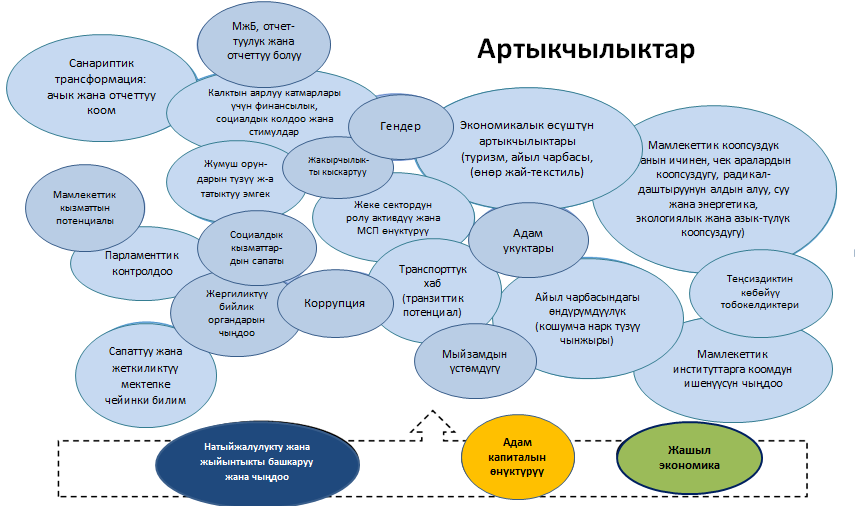 Артыкчылыктар
МжБ, отчет-
туулук жана
отчеттуу болуу
Санариптик
трансформация:
ачык жана отчеттуу
коом
Калктын аярлуу катмарлары
үчүн финансылык,
социалдык колдоо жана
стимулдар
Гендер
Экономикалык өсүштүн
артыкчылыктары
(туризм, айыл чарбасы,
(өнөр жай-текстиль)
Мамлекеттик коопсуздук
анын ичинен, чек аралардын
коопсуздугу, радикал-
даштыруунун алдын алуу, суу
жана энергетика,
экологиялык жана азык-түлүк
коопсуздугу)
Жумуш орун-
дарын түзүү ж-а
татыктуу эмгек
Жакырчылык-
ты кыскартуу
Мамлекеттик
кызматтын
потенциалы
Жеке сектордун
ролу активдүү жана
МСП өнүктүрүү
Адам
укуктары
Социалдык
кызматтар-
дын сапаты
Парламенттик
контролдоо
Транспорттук
хаб
(транзиттик
потенциал)
Теңсиздиктин
көбөйүү
тобокелдиктери
Жергиликтүү
бийлик
органдарын
чыңдоо
Коррупция
Айыл чарбасындагы
өндүрүмдүүлүк
(кошумча нарк түзүү
чынжыры)
Сапаттуу жана
жеткиликтүү
мектепке
чейинки билим
Мыйзамдын
үстөмдүгү
Мамлекеттик
институттарга коомдун
ишенүүсүн чыңдоо
Натыйжалулукту жана
жыйынтыкты башкаруу
жана чыңдоо
Адам
капиталын
өнүктүрүү
Жашыл
экономика